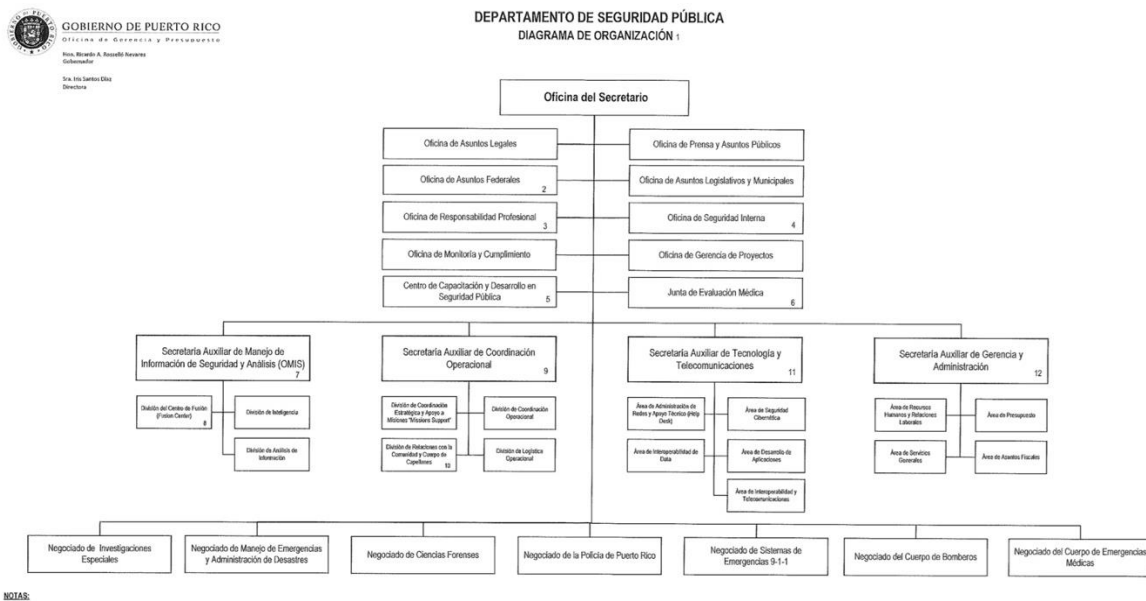 GOBIERNO DE PUERTO RICO
Oficina de Gerencia y Presupuesto
Hon. Ricardo A. Rosselló Nevares
Gobernador
Sra. Iris Santos Díaz
Directora
DEPARTAMENTO DE SEGURIDAD PÚBLICA
DIAGRAMA DE ORGANIZACIÓN 1
Oficina del Secretario
Oficina de Asuntos Legales
Oficina de Prensa y Asuntos Públicos
Oficina de Asuntos Federales
2
Oficina de Asuntos Legislativos y Municipales
Oficina de Responsabilidad Profesional
3
Oficina de Seguridad Interna
4
Oficina de Monitoría y Cumplimiento
Oficina de Gerencia de Proyectos
Centro de Capacitación y Desarrollo en
Seguridad Pública
5
Junta de Evaluación Médica
6
Secretaría Auxiliar de Manejo de
Información de Seguridad y Análisis (OMIS)
7
Secretaría Auxiliar de Coordinación
Operacional
9
Secretaría Auxiliar de Tecnología y
Telecomunicaciones
11
Secretaría Auxiliar de Gerencia y
Administración
12
División del Centro de Fusión
(Fusion Center)
8
División de Inteligencia
División de Análisis de
Información
División de Coordinación
Estratégica y Apoyo a
Misiones "Missions Support"
División de Coordinación
Operacional
División de Relaciones con la
Comunidad y Cuerpo de
Capellanes
10
División de Logística
Operacional
Área de Administración de
Redes y Apoyo Técnico (Help
Desk)
Área de Seguridad
Cibernética
Área de Interoperabilidad de
Data
Área de Desarrollo de
Aplicaciones
Área de Interoperabilidad y
Telecomunicaciones
Área de Recursos
Humanos y Relaciones
Laborales
Área de Presupuesto
Área de Servicios
Generales
Área de Asuntos Fiscales
Negociado de Investigaciones
Especiales
Negociado de Manejo de Emergencias
y Administración de Desastres
Negociado de Ciencias Forenses
Negociado de la Policía de Puerto Rico
Negociado de Sistemas de
Emergencias 9-1-1
Negociado del Cuerpo de Bomberos
Negociado del Cuerpo de Emergencias
Médicas
NOTAS: